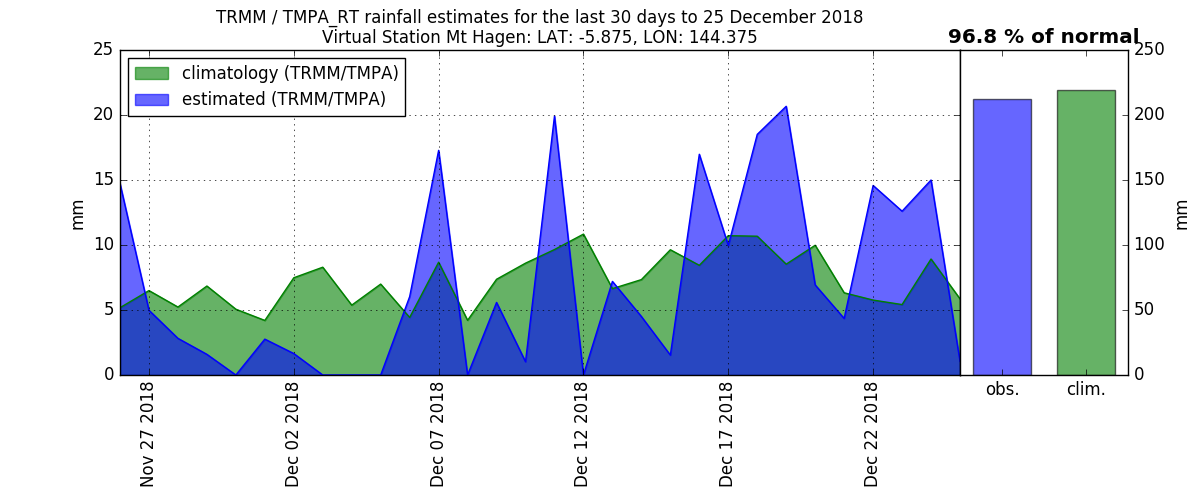 TRMM / TMPA_RT rainfall estimates for the last 30 days to 25 December 2018
Virtual Station Mt Hagen: LAT: -5.875, LON: 144.375
96.8 % of normal
climatology (TRMM/TMPA)
estimated (TRMM/TMPA)
25
20
15
10
5
0
mm
250
200
150
100
50
0
mm
obs.
clim.
Nov 27 2018
Dec 02 2018
Dec 07 2018
Dec 12 2018
Dec 17 2018
Dec 22 2018